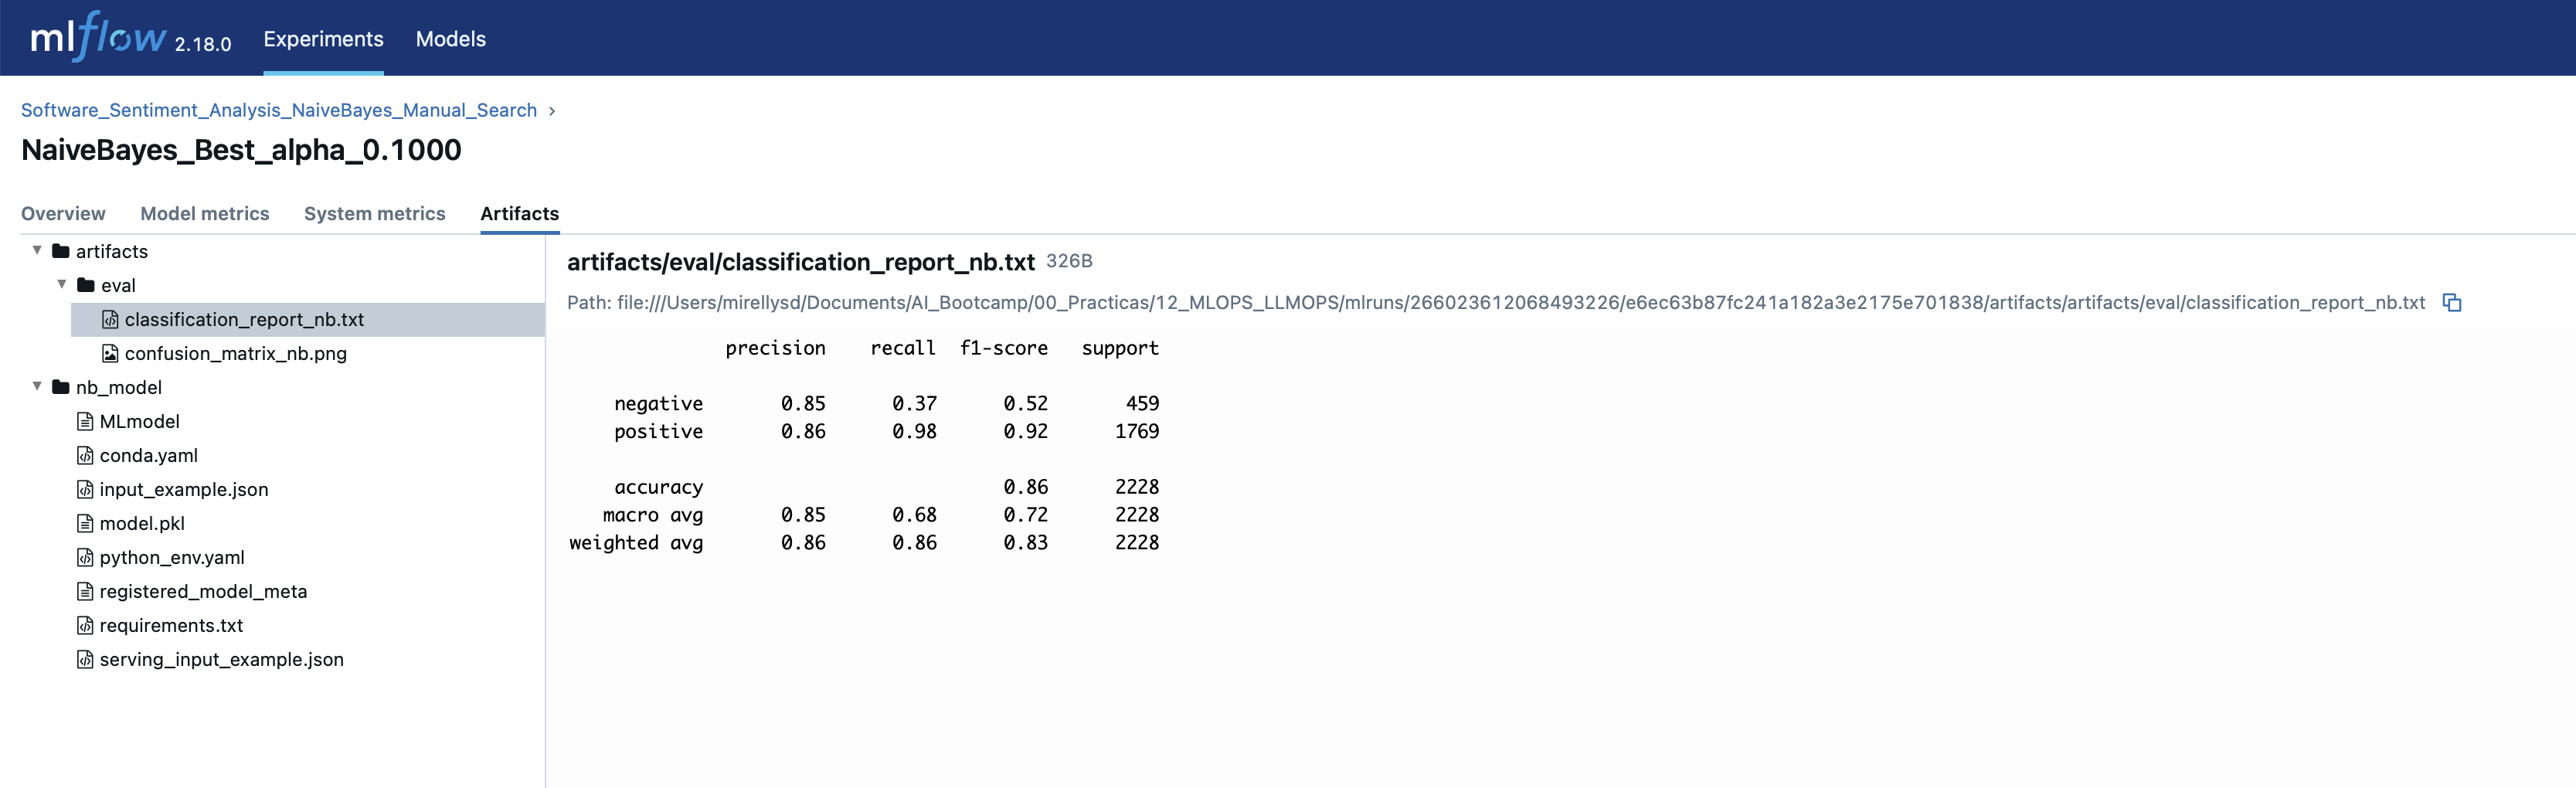 mlflow 2.18.0 Experiments Models
Software_Sentiment_Analysis_NaiveBayes_Manual_Search >
NaiveBayes_Best_alpha_0.1000
Overview Model metrics System metrics Artifacts
artifacts
eval
classification_report_nb.txt
confusion_matrix_nb.png
nb_model
MLmodel
conda.yaml
input_example.json
model.pkl
python_env.yaml
registered_model_meta
requirements.txt
serving_input_example.json
artifacts/eval/classification_report_nb.txt 326B
Path: file:///Users/mirellysd/Documents/AI_Bootcamp/00_Practicas/12_MLOPS_LLMOPS/mlruns/266023612068493226/e6ec63b87fc241a182a3e2175e701838/artifacts/artifacts/eval/classification_report_nb.txt
precision recall f1-score support
negative 0.85 0.37 0.52 459
positive 0.86 0.98 0.92 1769
accuracy 0.86 2228
macro avg 0.85 0.68 0.72 2228
weighted avg 0.86 0.86 0.83 2228